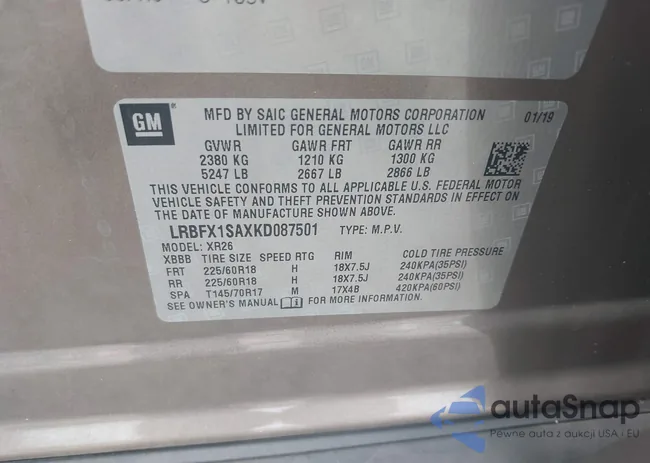 GM
MFD BY SAIC GENERAL MOTORS CORPORATION 01/19
LIMITED FOR GENERAL MOTORS LLC
GVWR GAWR FRT GAWR RR
2380 KG 1210 KG 1300 KG
5247 LB 2667 LB 2866 LB
THIS VEHICLE CONFORMS TO ALL APPLICABLE U.S. FEDERAL MOTOR
VEHICLE SAFETY AND THEFT PREVENTION STANDARDS IN EFFECT ON
THE DATE OF MANUFACTURE SHOWN ABOVE.
LRBFX1SAXKD087501 TYPE: M.P.V.
MODEL: XR26
XBBB TIRE SIZE SPEED RTG RIM COLD TIRE PRESSURE
FRT 225/60R18 H 18X7.5J 240KPA(35PSI)
RR 225/60R18 H 18X7.5J 240KPA(35PSI)
SPA T145/70R17 M 17X4B 420KPA(60PSI)
SEE OWNER'S MANUAL FOR MORE INFORMATION.
autoSnap
Pewne auta z aukcji USA i EU